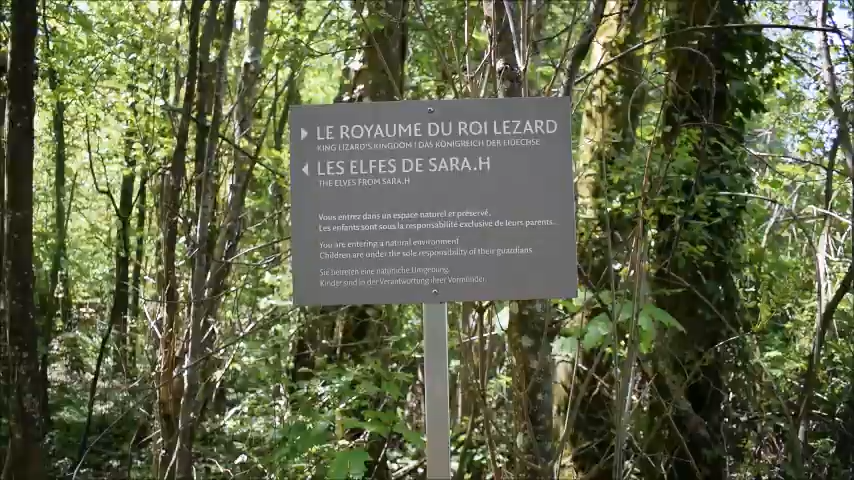 LE ROYAUME DU ROI LEZARD
KING LIZARD'S KINGDOM / DAS KÖNIGREICH DER EIDECHSE
LES ELFES DE SARA.H
THE ELVES FROM SARA.H
Vous entrez dans un espace naturel et préservé.
Les enfants sont sous la responsabilité exclusive de leurs parents.
You are entering a natural environment
Children are under the sole responsibility of their guardians
Sie betreten eine natürliche Umgebung.
Kinder sind in der Verantwortung ihrer Vormünder.